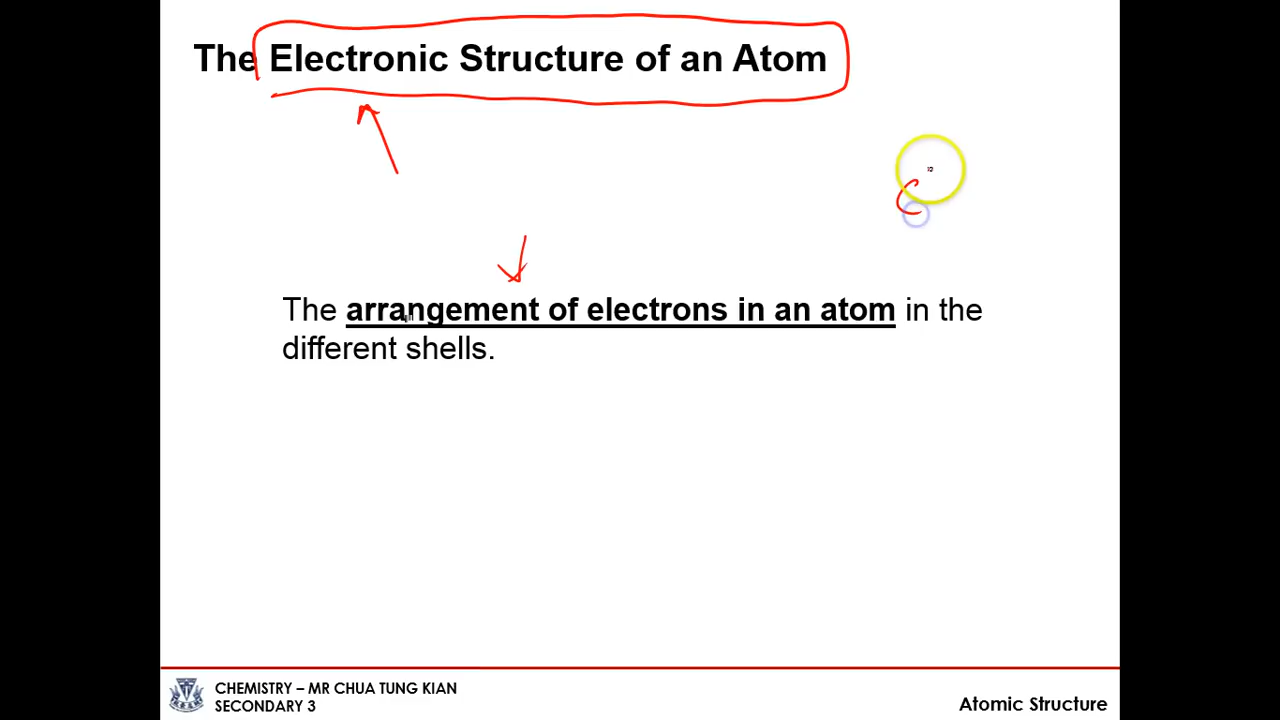 The Electronic Structure of an Atom
The arrangement of electrons in an atom in the
different shells.
CHEMISTRY – MR CHUA TUNG KIAN
SECONDARY 3
Atomic Structure